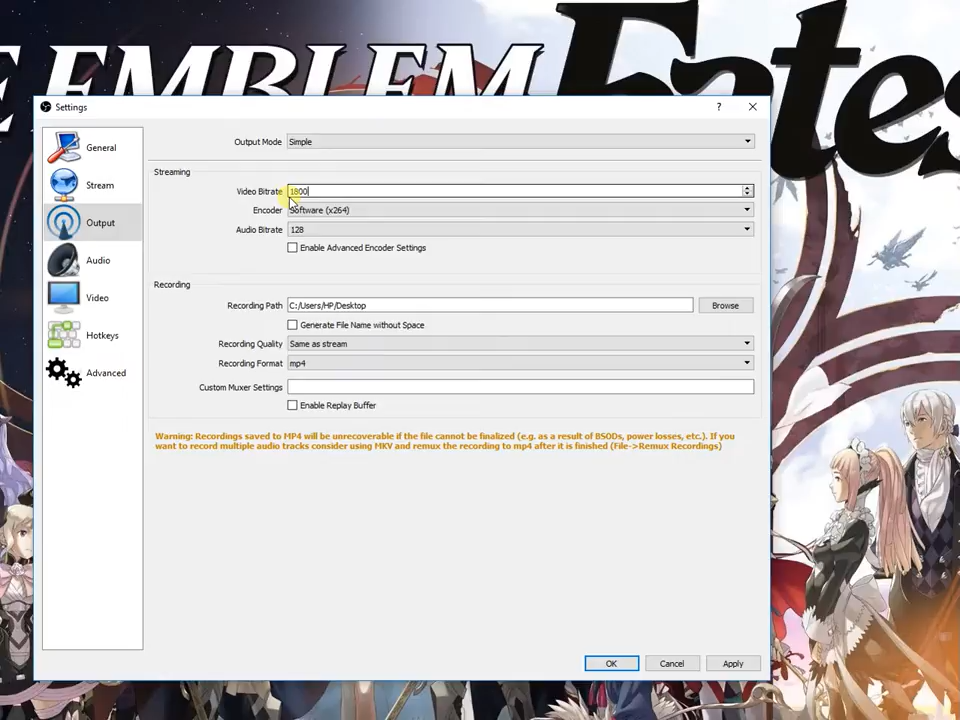 E EMBLEM Fates
Settings
?
General
Stream
Output
Audio
Video
Hotkeys
Advanced
Output Mode Simple
Streaming
Video Bitrate 1800
Encoder Software (x264)
Audio Bitrate 128
Enable Advanced Encoder Settings
Recording
Recording Path C:/Users/HP/Desktop Browse
Generate File Name without Space
Recording Quality Same as stream
Recording Format mp4
Custom Muxer Settings
Enable Replay Buffer
Warning: Recordings saved to MP4 will be unrecoverable if the file cannot be finalized (e.g. as a result of BSODs, power losses, etc.). If you
want to record multiple audio tracks consider using MKV and remux the recording to mp4 after it is finished (File->Remux Recordings)
OK Cancel Apply